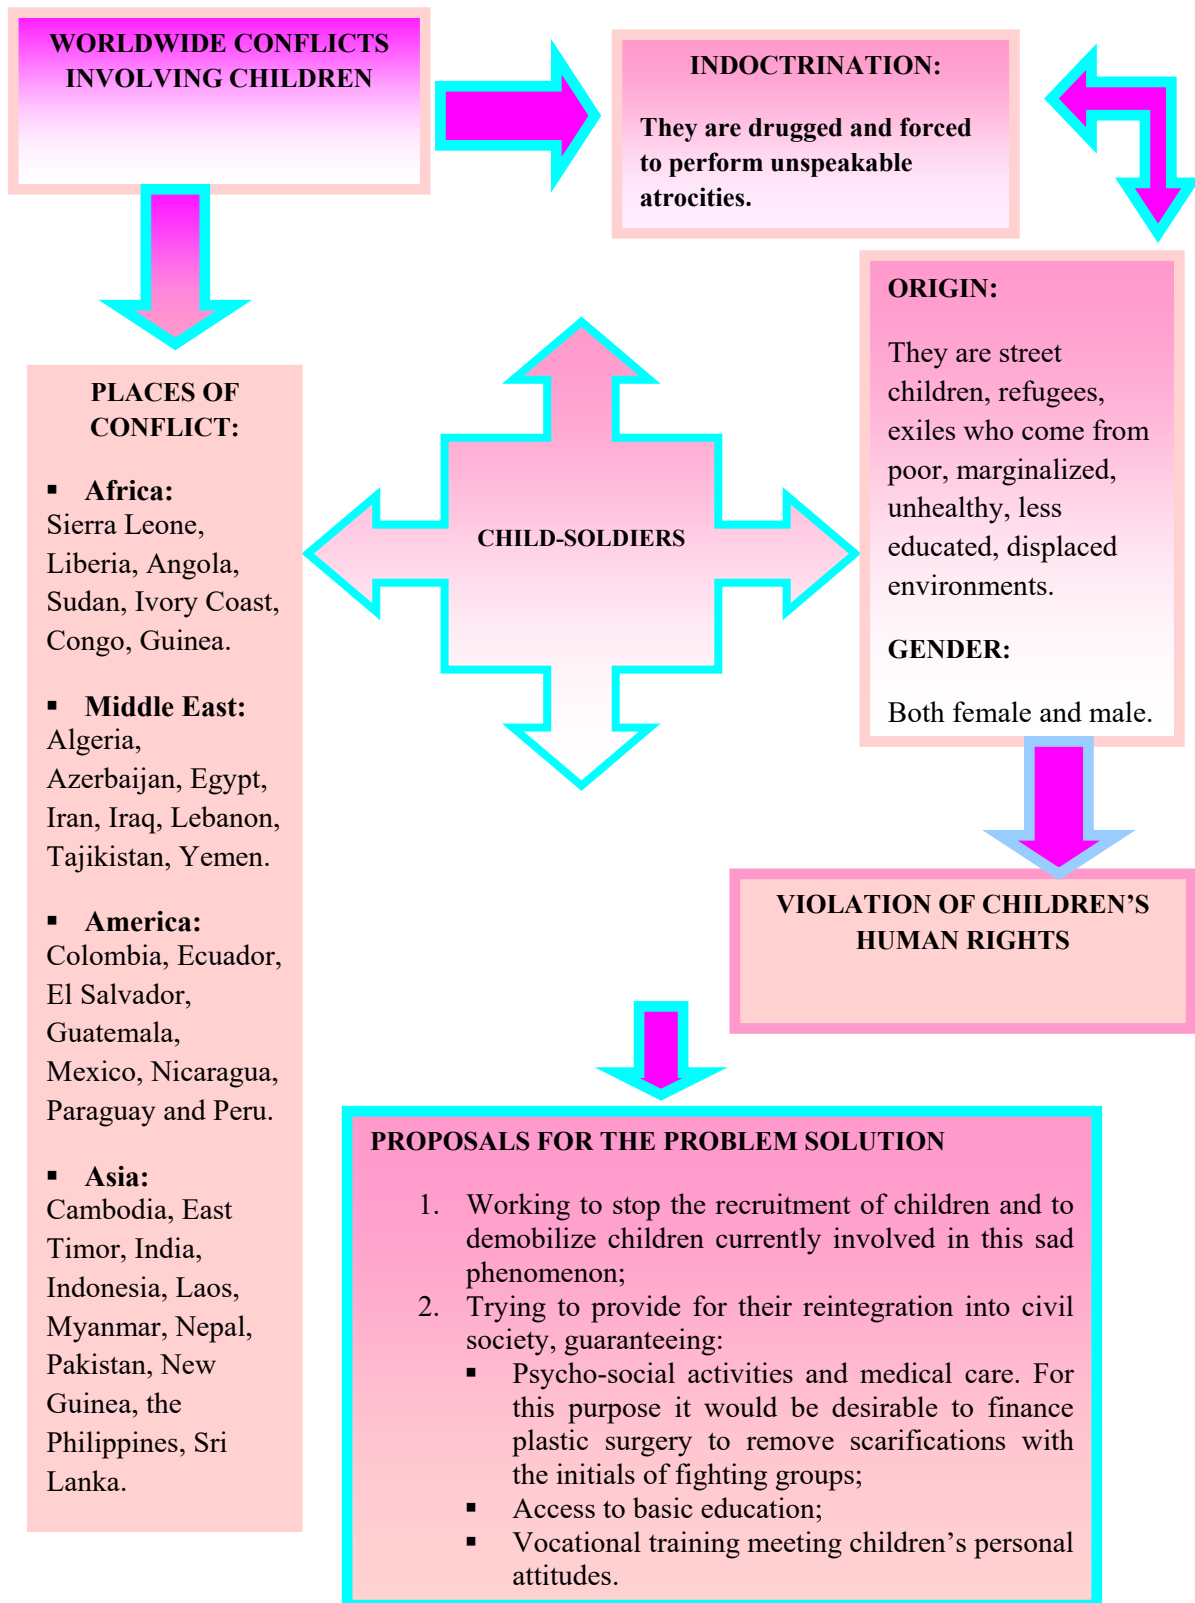 WORLDWIDE CONFLICTS
INVOLVING CHILDREN
INDOCTRINATION:
They are drugged and forced
to perform unspeakable
atrocities.
ORIGIN:
They are street
children, refugees,
exiles who come from
poor, marginalized,
unhealthy, less
educated, displaced
environments.
GENDER:
Both female and male.
CHILD-SOLDIERS
PLACES OF
CONFLICT:
▪ Africa:
Sierra Leone,
Liberia, Angola,
Sudan, Ivory Coast,
Congo, Guinea.
▪ Middle East:
Algeria,
Azerbaijan, Egypt,
Iran, Iraq, Lebanon,
Tajikistan, Yemen.
▪ America:
Colombia, Ecuador,
El Salvador,
Guatemala,
Mexico, Nicaragua,
Paraguay and Peru.
▪ Asia:
Cambodia, East
Timor, India,
Indonesia, Laos,
Myanmar, Nepal,
Pakistan, New
Guinea, the
Philippines, Sri
Lanka.
VIOLATION OF CHILDREN’S
HUMAN RIGHTS
PROPOSALS FOR THE PROBLEM SOLUTION
1. Working to stop the recruitment of children and to
demobilize children currently involved in this sad
phenomenon;
2. Trying to provide for their reintegration into civil
society, guaranteeing:
▪ Psycho-social activities and medical care. For
this purpose it would be desirable to finance
plastic surgery to remove scarifications with
the initials of fighting groups;
▪ Access to basic education;
▪ Vocational training meeting children’s personal
attitudes.